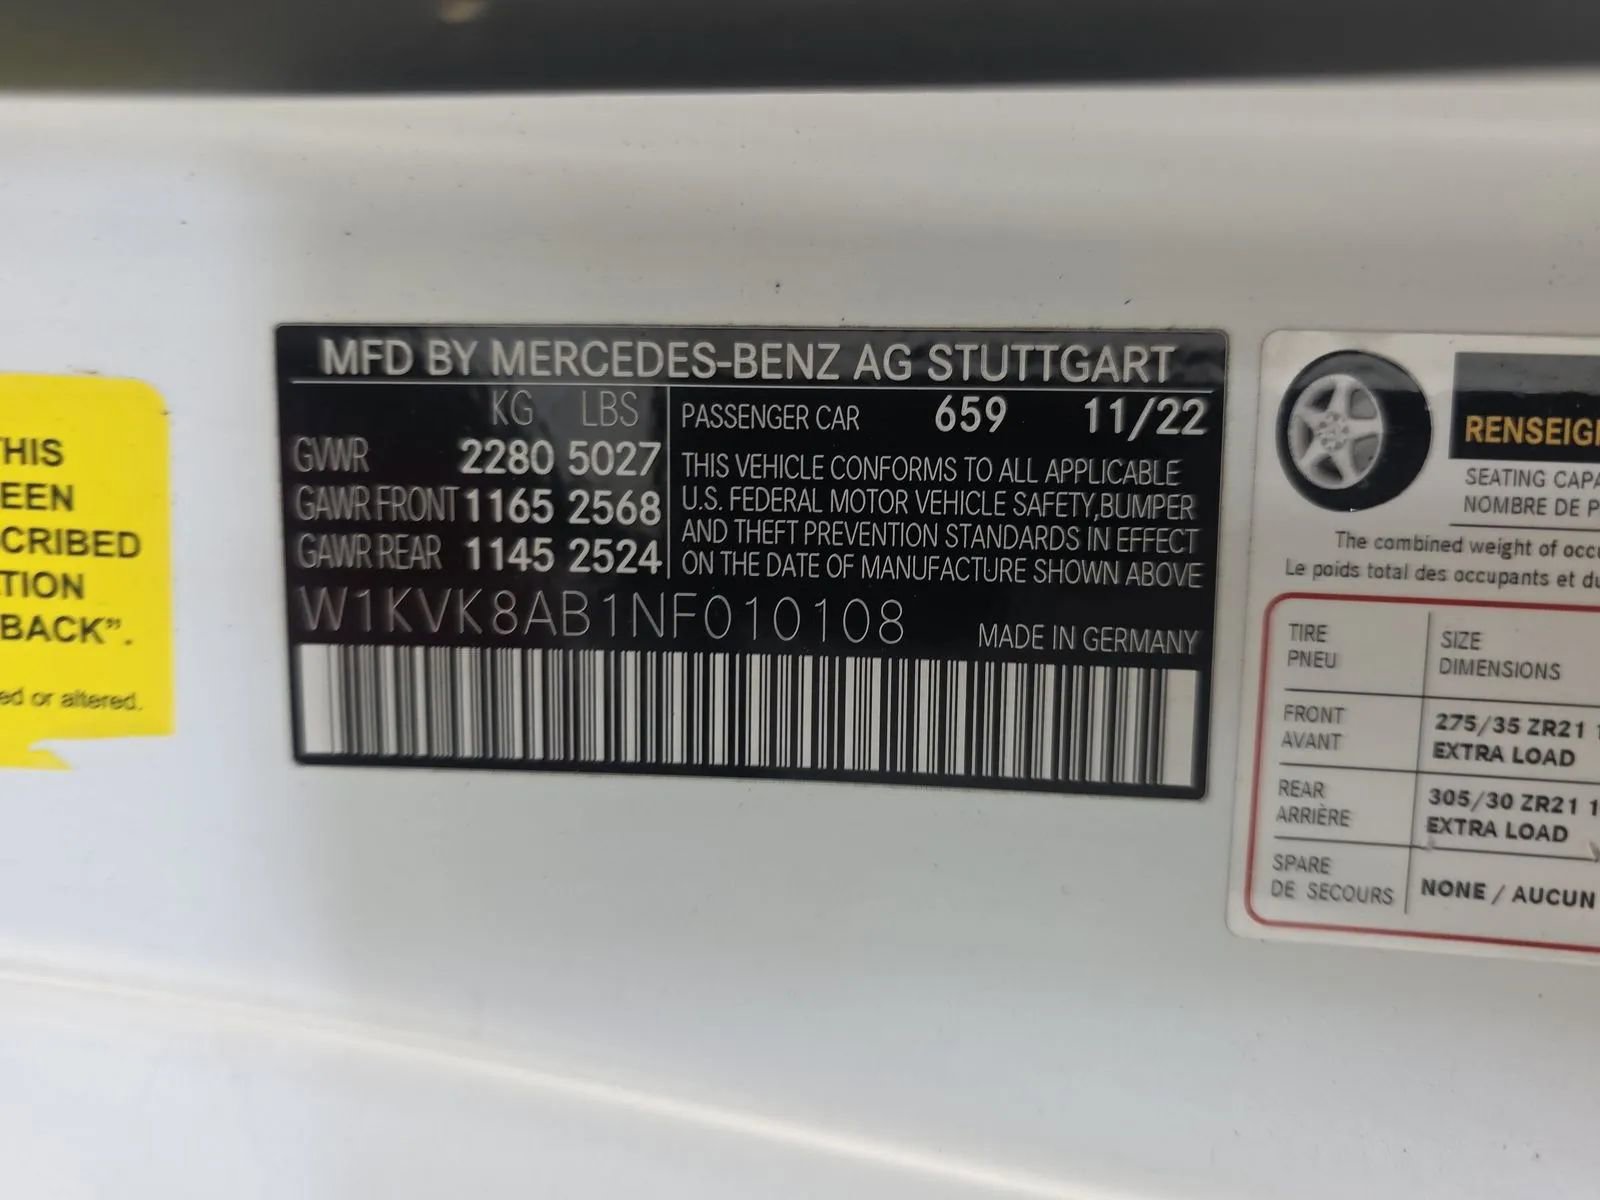 THIS
EEN
CRIBED
TION
BACK".
ed or altered.
MFD BY MERCEDES-BENZ AG STUTTGART
KG LBS
GVWR 2280 5027
GAWR FRONT 1165 2568
GAWR REAR 1145 2524
PASSENGER CAR 659 11/22
THIS VEHICLE CONFORMS TO ALL APPLICABLE
U.S. FEDERAL MOTOR VEHICLE SAFETY,BUMPER
AND THEFT PREVENTION STANDARDS IN EFFECT
ON THE DATE OF MANUFACTURE SHOWN ABOVE
W1KVK8AB1NF010108 MADE IN GERMANY
RENSEIG
SEATING CAPA
NOMBRE DE P
The combined weight of occu
Le poids total des occupants et du
TIRE SIZE
PNEU DIMENSIONS
FRONT 275/35 ZR21 1
AVANT EXTRA LOAD
REAR 305/30 ZR21 1
ARRIÈRE EXTRA LOAD
SPARE NONE / AUCUN
DE SECOURS